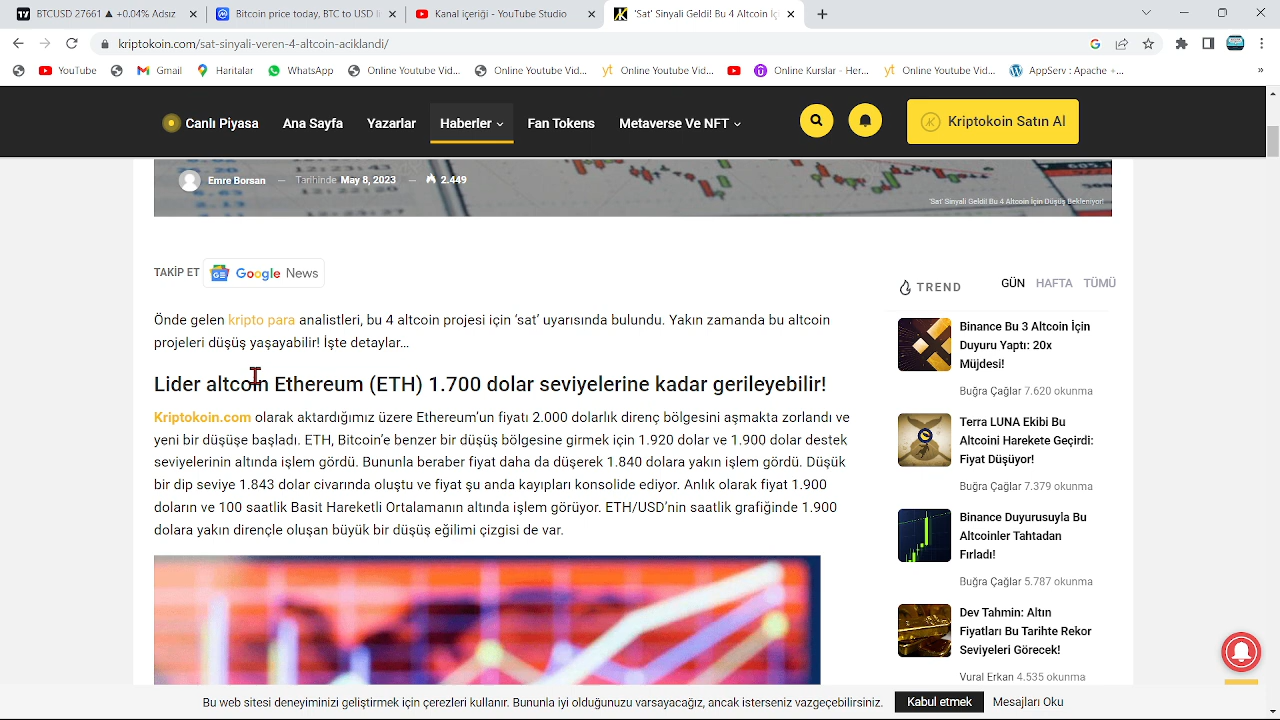 BTCUSD 27667 ▲ +0.04% Adsız
Bitcoin price today, BTC to USD li
Kanal içeriği - YouTube Studio
'Sat' Sinyali Geldi! Bu 4 Altcoin İç
kriptokoin.com/sat-sinyali-veren-4-altcoin-aciklandi/
YouTube
Gmail
Haritalar
WhatsApp
Online Youtube Vid...
Online Youtube Vid...
Online Youtube Vid...
Online Kurslar - Her...
Online Youtube Vid...
AppServ : Apache +...
»
Canlı Piyasa
Ana Sayfa
Yazarlar
Haberler
Fan Tokens
Metaverse Ve NFT
Kriptokoin Satın Al
Emre Borsan — Tarihinde May 8, 2023 — 2.449
'Sat' Sinyali Geldi! Bu 4 Altcoin İçin Düşüş Bekleniyor!
TAKİP ET
GE Google News
Önde gelen kripto para analistleri, bu 4 altcoin projesi için ‘sat’ uyarısında bulundu. Yakın zamanda bu altcoin
projeleri düşüş yaşayabilir! İşte detaylar…
Lider altcoin Ethereum (ETH) 1.700 dolar seviyelerine kadar gerileyebilir!
Kriptokoin.com olarak aktardığımız üzere Ethereum’un fiyatı 2.000 dolarlık direnç bölgesini aşmakta zorlandı ve
yeni bir düşüşe başladı. ETH, Bitcoin’e benzer bir düşüş bölgesine girmek için 1.920 dolar ve 1.900 dolar destek
seviyelerinin altında işlem gördü. Bununla beraber fiyat daha da düşerek 1.840 dolara yakın işlem gördü. Düşük
bir dip seviye 1.843 dolar civarında oluştu ve fiyat şu anda kayıpları konsolide ediyor. Anlık olarak fiyat 1.900
doların ve 100 saatlik Basit Hareketli Ortalamanın altında işlem görüyor. ETH/USD’nin saatlik grafiğinde 1.900
dolara yakın dirençle oluşan büyük bir düşüş eğilimi çizgisi de var.
TREND
GÜN HAFTA TÜMÜ
Binance Bu 3 Altcoin İçin
Duyuru Yaptı: 20x
Müjdesi!
Buğra Çağlar 7.620 okunma
Terra LUNA Ekibi Bu
Altcoini Harekete Geçirdi:
Fiyat Düşüyor!
Buğra Çağlar 7.379 okunma
Binance Duyurusuyla Bu
Altcoinler Tahtadan
Fırladı!
Buğra Çağlar 5.787 okunma
Dev Tahmin: Altın
Fiyatları Bu Tarihte Rekor
Seviyeleri Görecek!
Vural Erkan 4.535 okunma
Bu site deneyiminizi geliştirmek için çerezleri kullanır. Bununla iyi olduğunuzu varsayacağız, ancak isterseniz vazgeçebilirsiniz.
Kabul etmek
Mesajları Oku